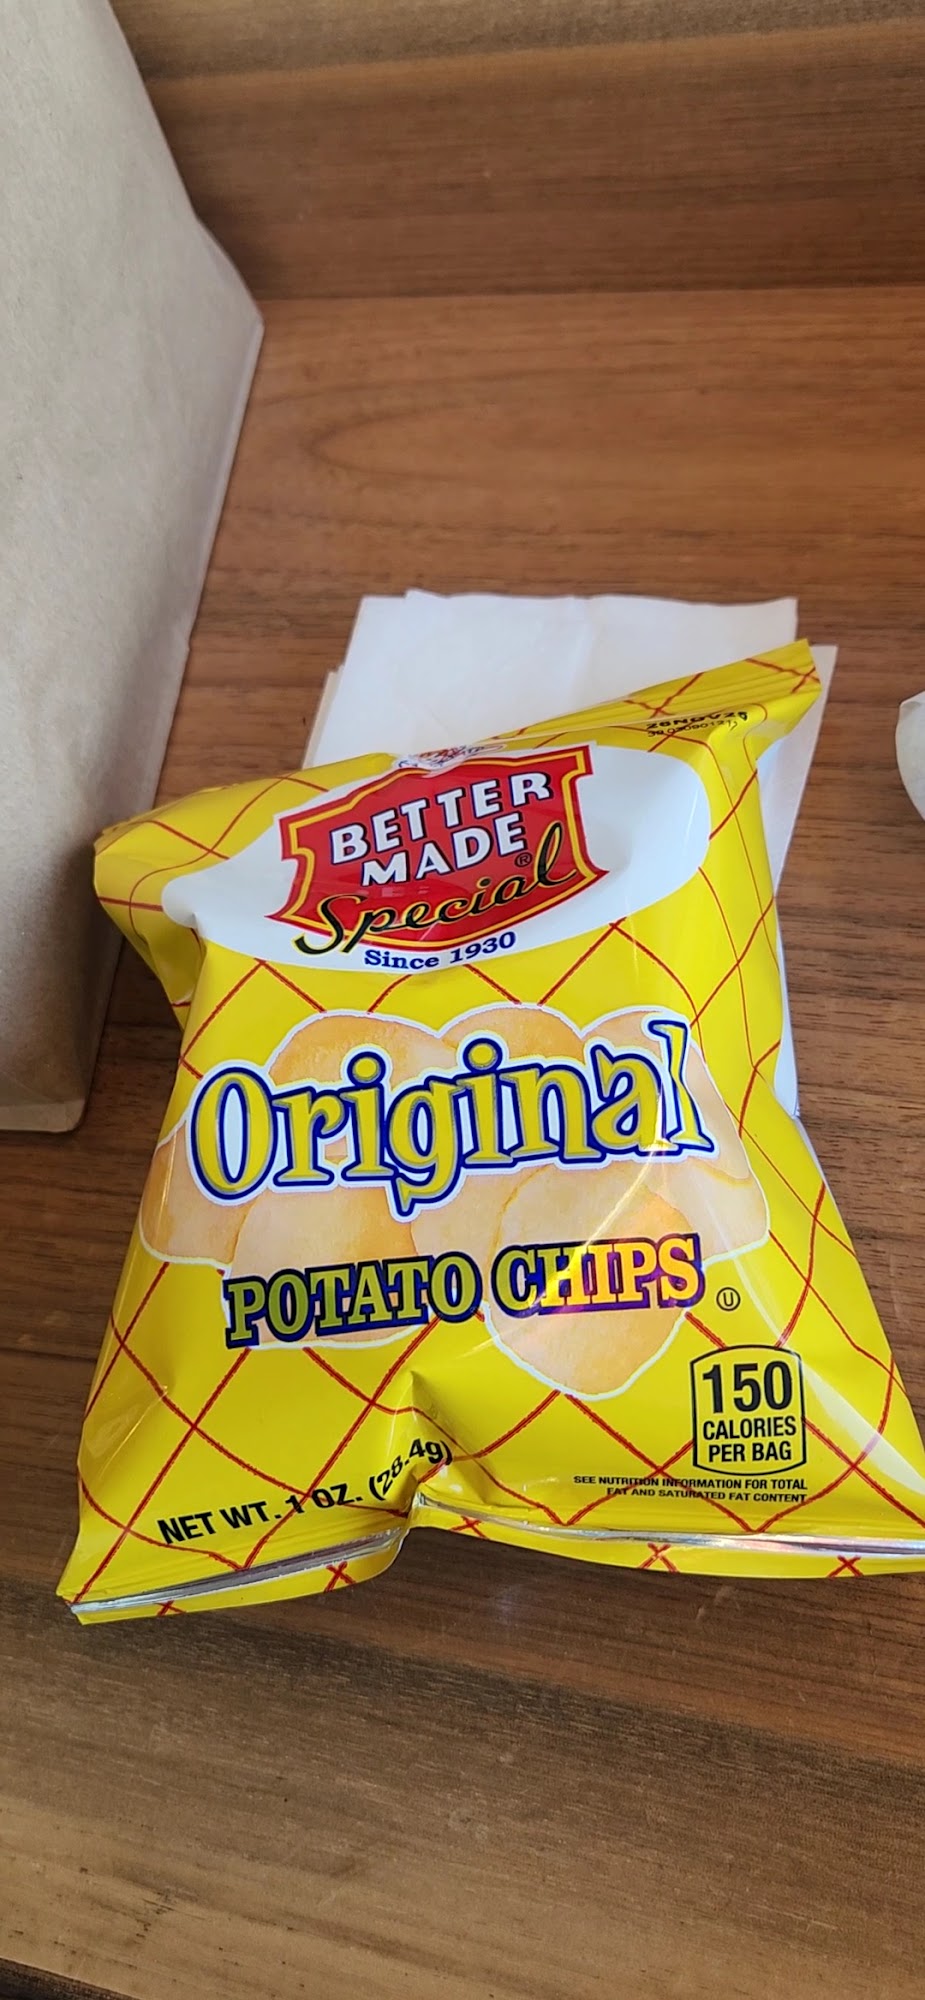 BETTER
MADE
Special®
Since 1930
Original
POTATO CHIPS
U
150
CALORIES
PER BAG
NET WT. 1 OZ. (28.4g)
SEE NUTRITION INFORMATION FOR TOTAL
FAT AND SATURATED FAT CONTENT